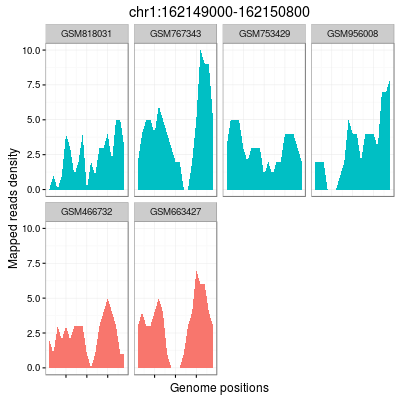 chr1:162149000-162150800
GSM818031 GSM767343 GSM753429 GSM956008
10.0
7.5
5.0
2.5
0.0
Mapped reads density
GSM466732 GSM663427
10.0
7.5
5.0
2.5
0.0
Genome positions